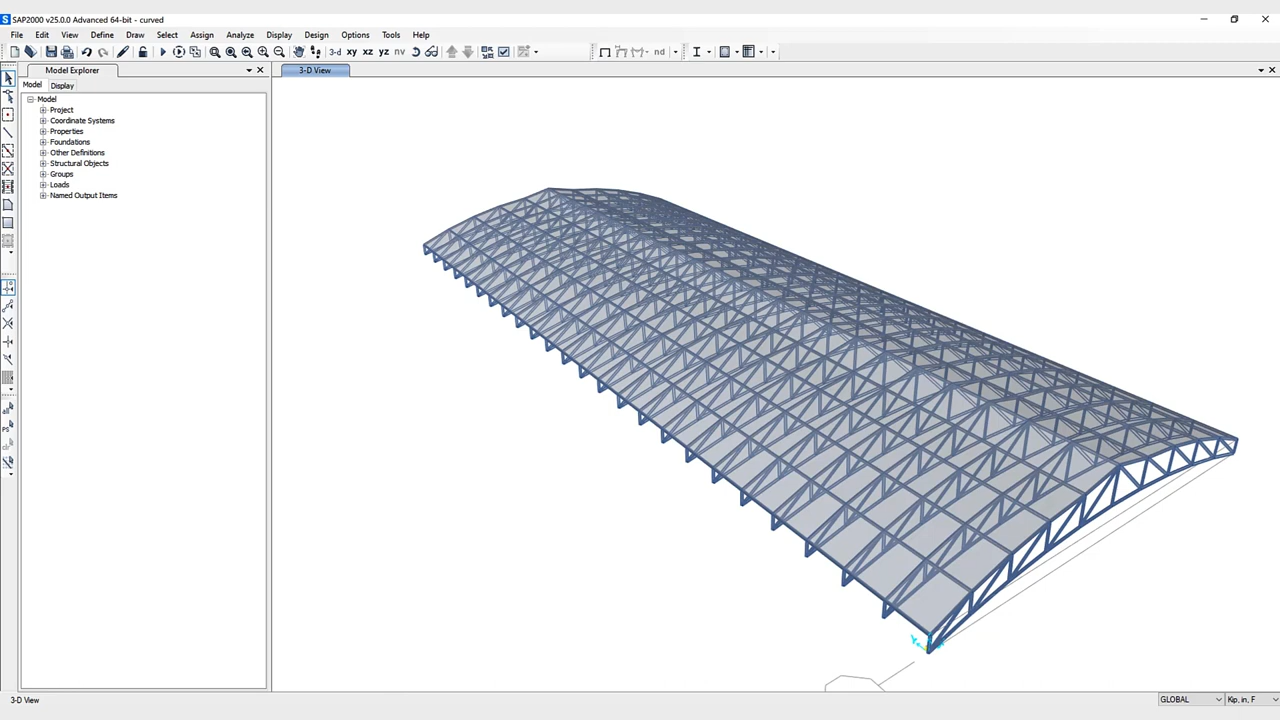 SAP2000 v25.0.0 Advanced 64-bit - curved
File Edit View Define Draw Select Assign Analyze Display Design Options Tools Help
3-d xy xz yz nv nd
Model Explorer
3-D View
Model Display
Model
Project
Coordinate Systems
Properties
Foundations
Other Definitions
Structural Objects
Groups
Loads
Named Output Items
3-D View
GLOBAL
Kip, in, F